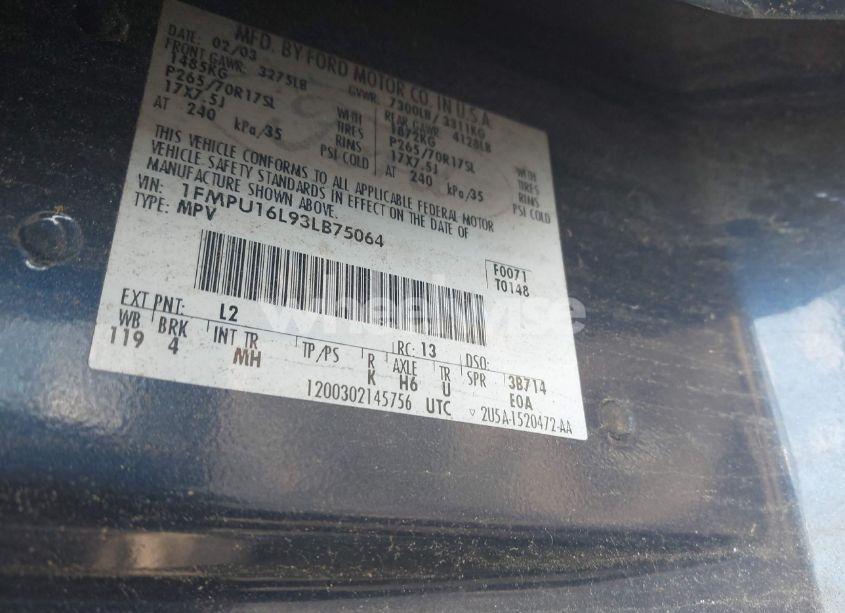 MFD. BY FORD MOTOR CO. IN U.S.A.
DATE: 02/03 GVWR: 7300LB / 3311KG
FRONT GAWR: 3275LB REAR GAWR: 4128LB
1485KG WITH 1872KG WITH
P265/70R17SL TIRES P265/70R17SL TIRES
17X7.5J RIMS 17X7.5J RIMS
AT 240 kPa/35 PSI COLD AT 240 kPa/35 PSI COLD
THIS VEHICLE CONFORMS TO ALL APPLICABLE FEDERAL MOTOR
VEHICLE SAFETY STANDARDS IN EFFECT ON THE DATE OF
MANUFACTURE SHOWN ABOVE.
VIN: 1FMPU16L93LB75064
TYPE: MPV
F0071
T0148
EXT PNT: L2 RC: 13 DSO:
WB BRK INT TR TP/PS R AXLE TR SPR 3B714
119 4 MH K H6 U E0A
1200302145756 UTC ▽ 2U5A-1520472-AA
wheelwise